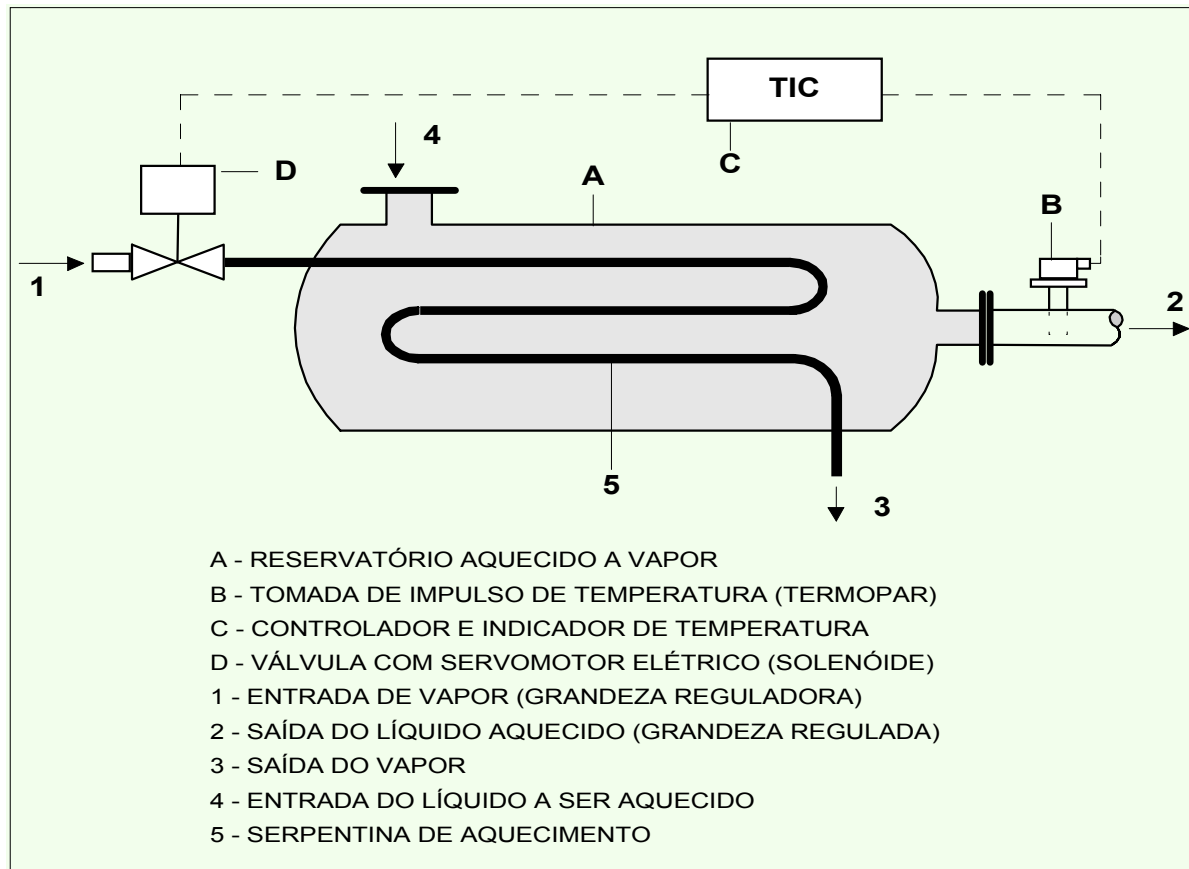 TIC
4
D
C
A
B
1
2
5
3
A - RESERVATÓRIO AQUECIDO A VAPOR
B - TOMADA DE IMPULSO DE TEMPERATURA (TERMOPAR)
C - CONTROLADOR E INDICADOR DE TEMPERATURA
D - VÁLVULA COM SERVOMOTOR ELÉTRICO (SOLENÓIDE)
1 - ENTRADA DE VAPOR (GRANDEZA REGULADORA)
2 - SAÍDA DO LÍQUIDO AQUECIDO (GRANDEZA REGULADA)
3 - SAÍDA DO VAPOR
4 - ENTRADA DO LÍQUIDO A SER AQUECIDO
5 - SERPENTINA DE AQUECIMENTO